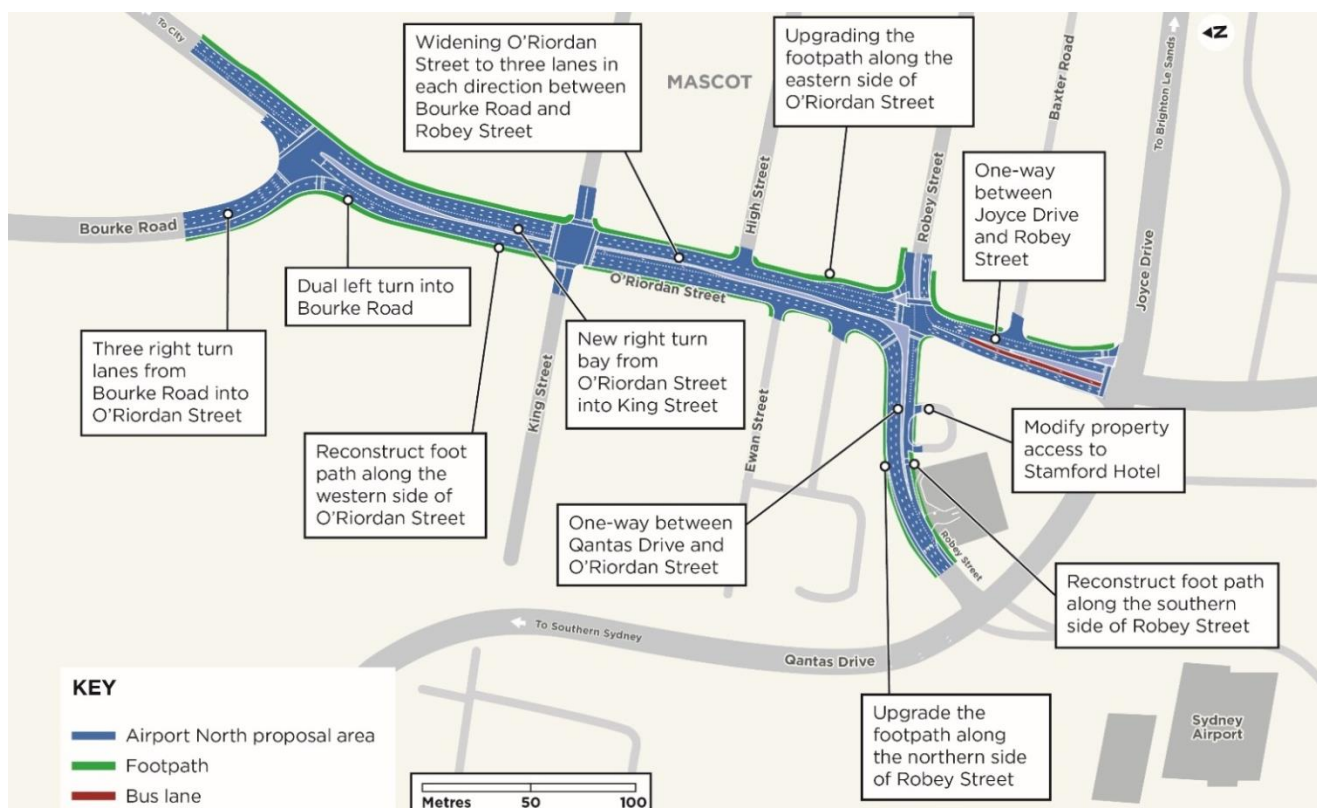 To City
Widening O'Riordan
Street to three lanes in
each direction between
Bourke Road and
Robey Street
MASCOT
Upgrading the
footpath along the
eastern side of
O'Riordan Street
Baxter Road
To Brighton Le Sands
N
High Street
Robey Street
One-way
between
Joyce Drive
and Robey
Street
Joyce Drive
Bourke Road
Dual left turn into
Bourke Road
O'Riordan Street
Three right turn
lanes from
Bourke Road into
O'Riordan Street
King Street
New right turn
bay from
O'Riordan Street
into King Street
Ewan Street
Modify property
access to
Stamford Hotel
Reconstruct foot
path along the
western side of
O'Riordan Street
One-way between
Qantas Drive and
O'Riordan Street
Robey Street
Reconstruct foot path
along the southern
side of Robey Street
To Southern Sydney
Qantas Drive
KEY
Airport North proposal area
Footpath
Bus lane
Metres 50 100
Upgrade the
footpath along
the northern side
of Robey Street
Sydney
Airport